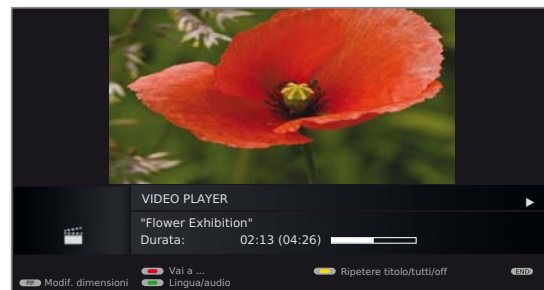 VIDEO PLAYER
"Flower Exhibition"
Durata: 02:13 (04:26)
Vai a ... Ripetere titolo/tutti/off END
PIP Modif. dimensioni Lingua/audio